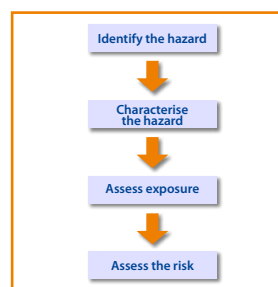 Identify the hazard
Characterise
the hazard
Assess exposure
Assess the risk